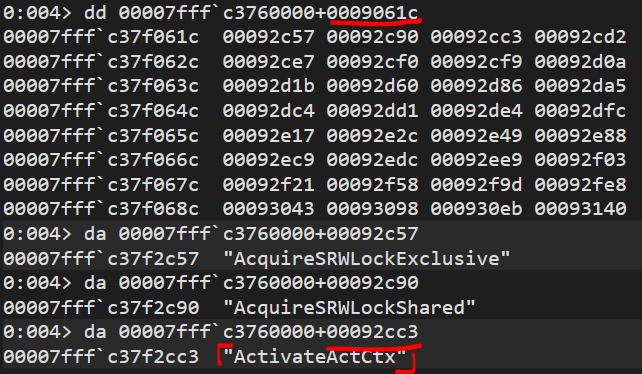 0:004> dd 00007fff`c3760000+0009061c
00007fff`c37f061c  00092c57 00092c90 00092cc3 00092cd2
00007fff`c37f062c  00092ce7 00092cf0 00092cf9 00092d0a
00007fff`c37f063c  00092d1b 00092d60 00092d86 00092da5
00007fff`c37f064c  00092dc4 00092dd1 00092de4 00092dfc
00007fff`c37f065c  00092e17 00092e2c 00092e49 00092e88
00007fff`c37f066c  00092ec9 00092edc 00092ee9 00092f03
00007fff`c37f067c  00092f21 00092f58 00092f9d 00092fe8
00007fff`c37f068c  00093043 00093098 000930eb 00093140
0:004> da 00007fff`c3760000+00092c57
00007fff`c37f2c57  "AcquireSRWLockExclusive"
0:004> da 00007fff`c3760000+00092c90
00007fff`c37f2c90  "AcquireSRWLockShared"
0:004> da 00007fff`c3760000+00092cc3
00007fff`c37f2cc3  "ActivateActCtx"